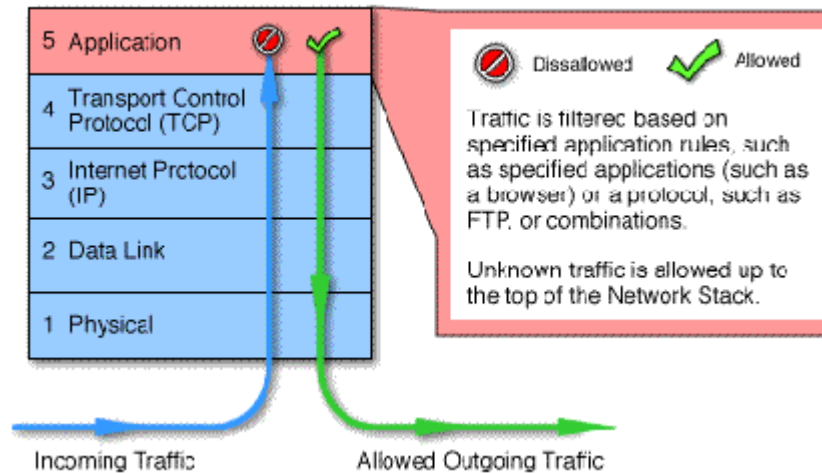 5 Application
4 Transport Control
Protocol (TCP)
3 Internet Prctocol
(IP)
2 Data Link
1 Physical
Incoming Traffic
Allowed Outgoing Traffic
Dissallowed
Allowed
Traffic is filtered based on
specified application rules, such
as specified applications (such as
a browser) or a protocol, such as
FTP, or combinations.
Unknown traffic is allowed up to
the top of the Network Stack.